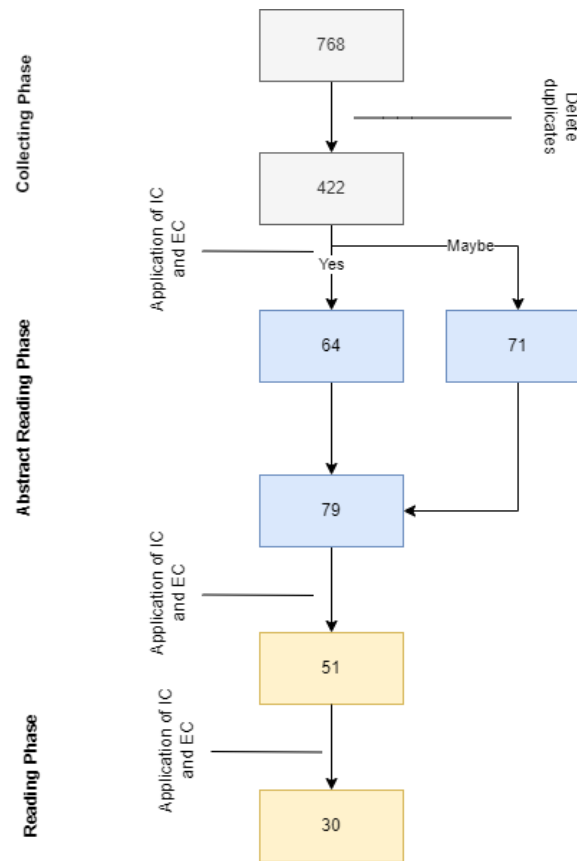 Collecting Phase
768
Delete
duplicates
422
Application of IC
and EC
Yes
Maybe
Abstract Reading Phase
64
71
79
Application of IC
and EC
51
Reading Phase
Application of IC
and EC
30